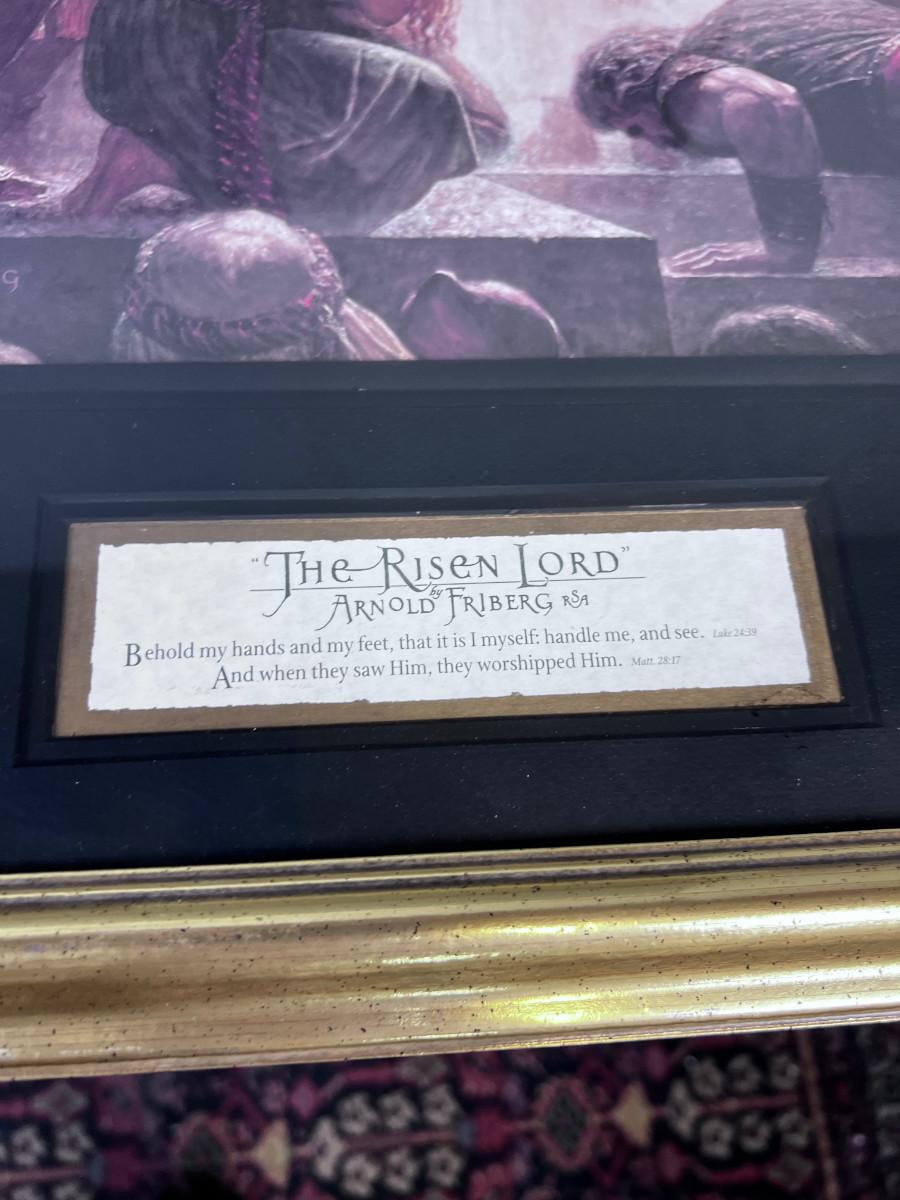 G
“The Risen Lord”
by
Arnold Friberg RSA
Behold my hands and my feet, that it is I myself: handle me, and see. Luke 24:39
And when they saw Him, they worshipped Him. Matt. 28:17